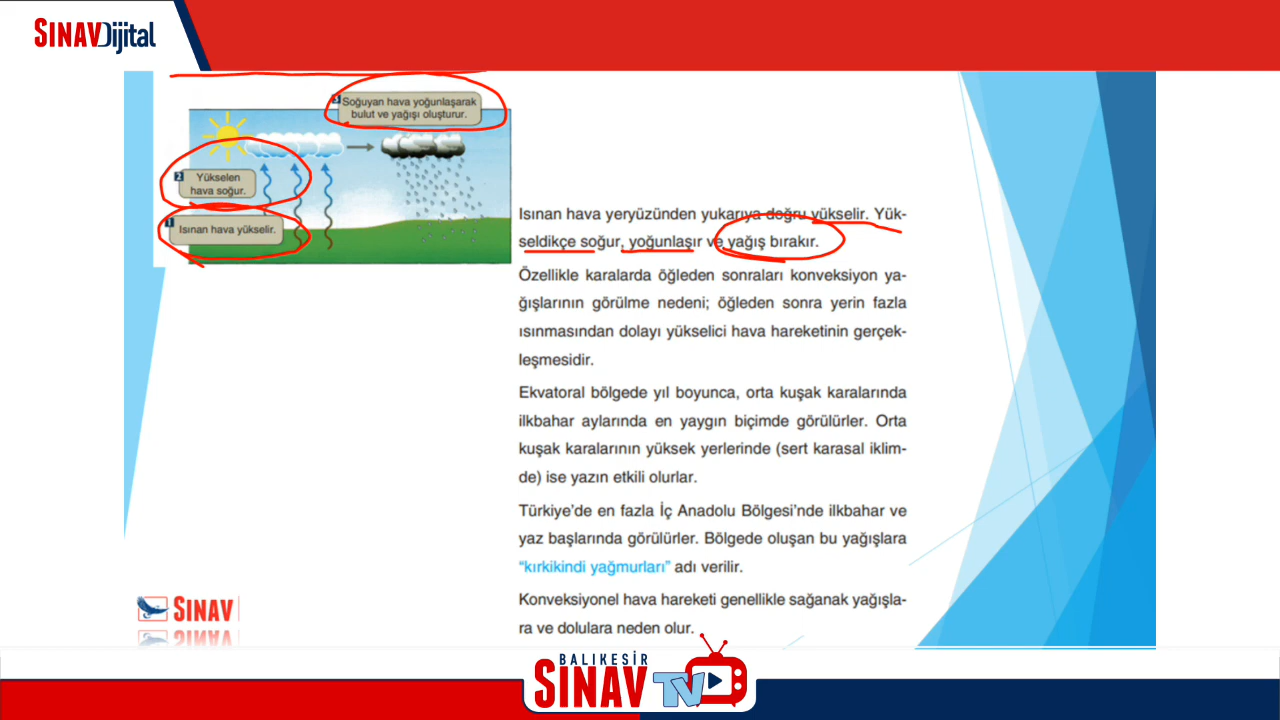 SINAVDijital
3 Soğuyan hava yoğunlaşarak
bulut ve yağışı oluşturur.
2 Yükselen
hava soğur.
1 Isınan hava yükselir.
Isınan hava yeryüzünden yukarıya doğru yükselir. Yük-
seldikçe soğur, yoğunlaşır ve yağış bırakır.
Özellikle karalarda öğleden sonraları konveksiyon ya-
ğışlarının görülme nedeni; öğleden sonra yerin fazla
ısınmasından dolayı yükselici hava hareketinin gerçek-
leşmesidir.
Ekvatoral bölgede yıl boyunca, orta kuşak karalarında
ilkbahar aylarında en yaygın biçimde görülürler. Orta
kuşak karalarının yüksek yerlerinde (sert karasal iklim-
de) ise yazın etkili olurlar.
Türkiye’de en fazla İç Anadolu Bölgesi’nde ilkbahar ve
yaz başlarında görülürler. Bölgede oluşan bu yağışlara
“kırkikindi yağmurları” adı verilir.
Konveksiyonel hava hareketi genellikle sağanak yağışla-
ra ve dolulara neden olur.
SINAV
BALIKESİR
SINAV TV